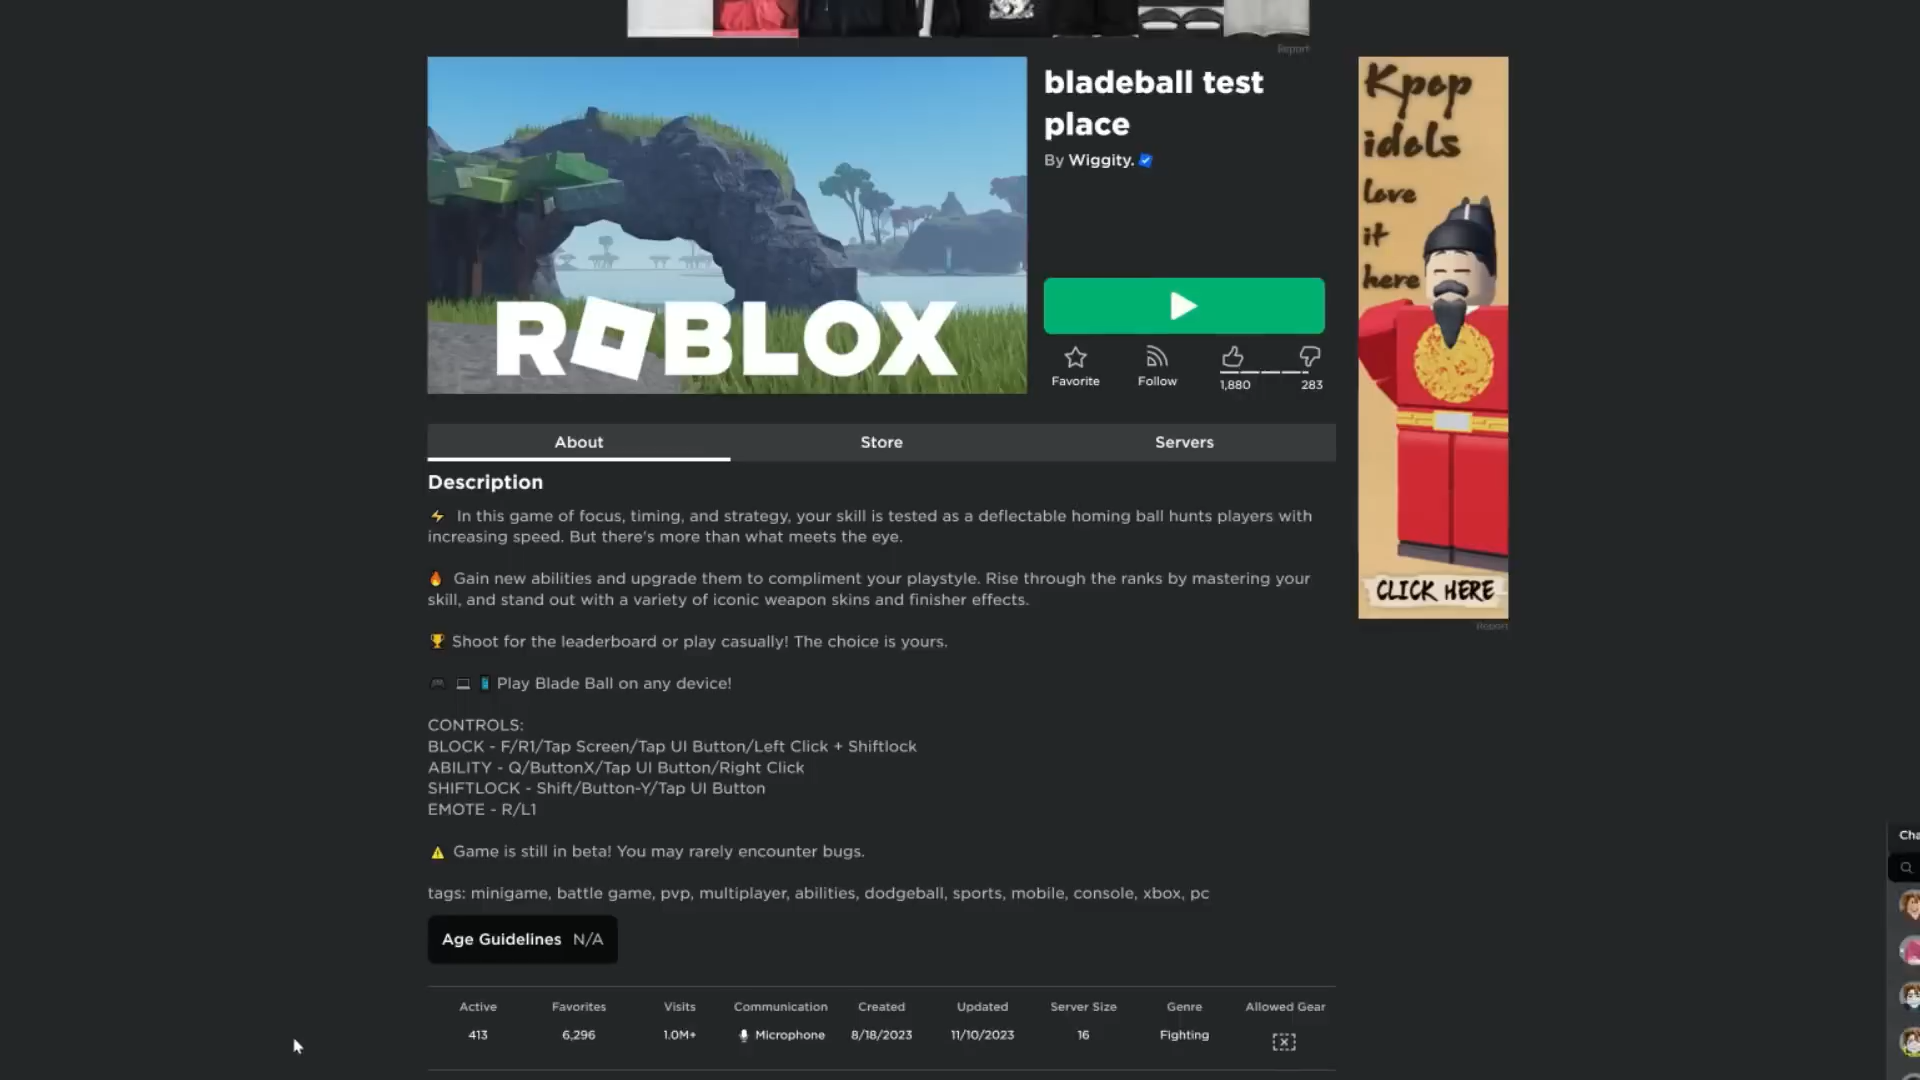 Report
bladeball test
place
By Wiggity.
ROBLOX
Favorite
Follow
1,880
283
Kpop
idols
love
it
here
CLICK HERE
Report
About
Store
Servers
Description
⚡ In this game of focus, timing, and strategy, your skill is tested as a deflectable homing ball hunts players with
increasing speed. But there's more than what meets the eye.
🔥 Gain new abilities and upgrade them to compliment your playstyle. Rise through the ranks by mastering your
skill, and stand out with a variety of iconic weapon skins and finisher effects.
🏆 Shoot for the leaderboard or play casually! The choice is yours.
🎮 💻 📱 Play Blade Ball on any device!
CONTROLS:
BLOCK - F/R1/Tap Screen/Tap UI Button/Left Click + Shiftlock
ABILITY - Q/ButtonX/Tap UI Button/Right Click
SHIFTLOCK - Shift/Button-Y/Tap UI Button
EMOTE - R/L1
⚠️ Game is still in beta! You may rarely encounter bugs.
tags: minigame, battle game, pvp, multiplayer, abilities, dodgeball, sports, mobile, console, xbox, pc
Age Guidelines N/A
Active Favorites Visits Communication Created Updated Server Size Genre Allowed Gear
413 6,296 1.0M+ Microphone 8/18/2023 11/10/2023 16 Fighting
Cha